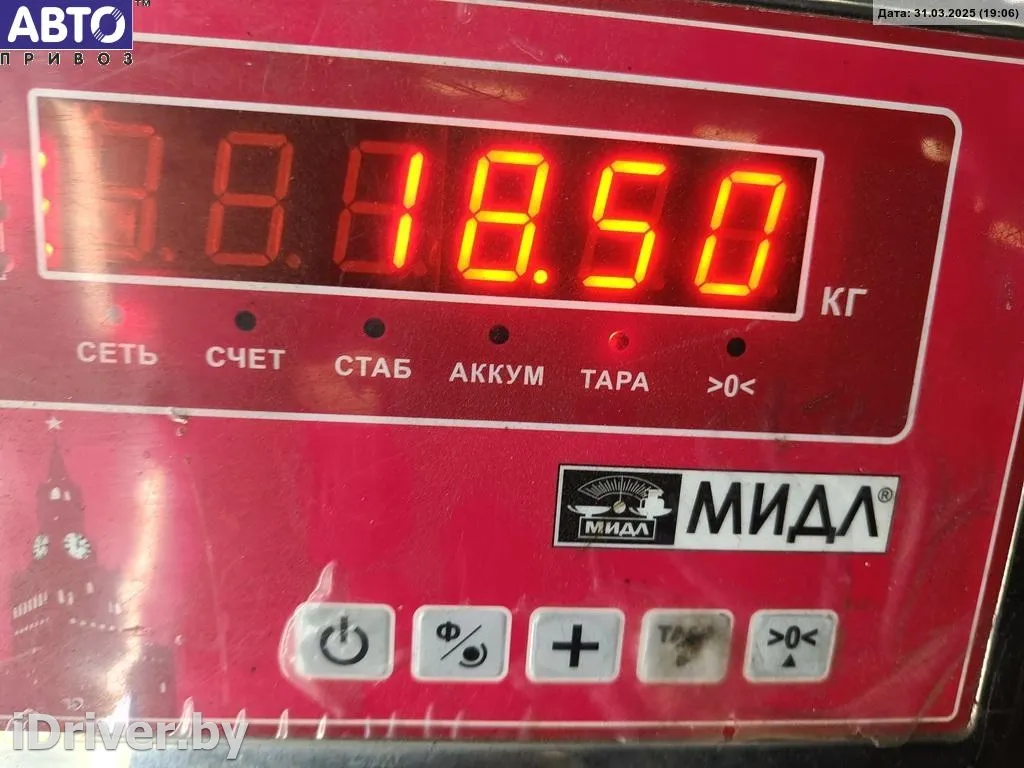 АВТО™
ПРИВОЗ
Дата: 31.03.2025 (19:06)
18.50
КГ
СЕТЬ СЧЕТ СТАБ АККУМ ТАРА >0<
МИДЛ МИДЛ®
Ф >0<
iDriver.by